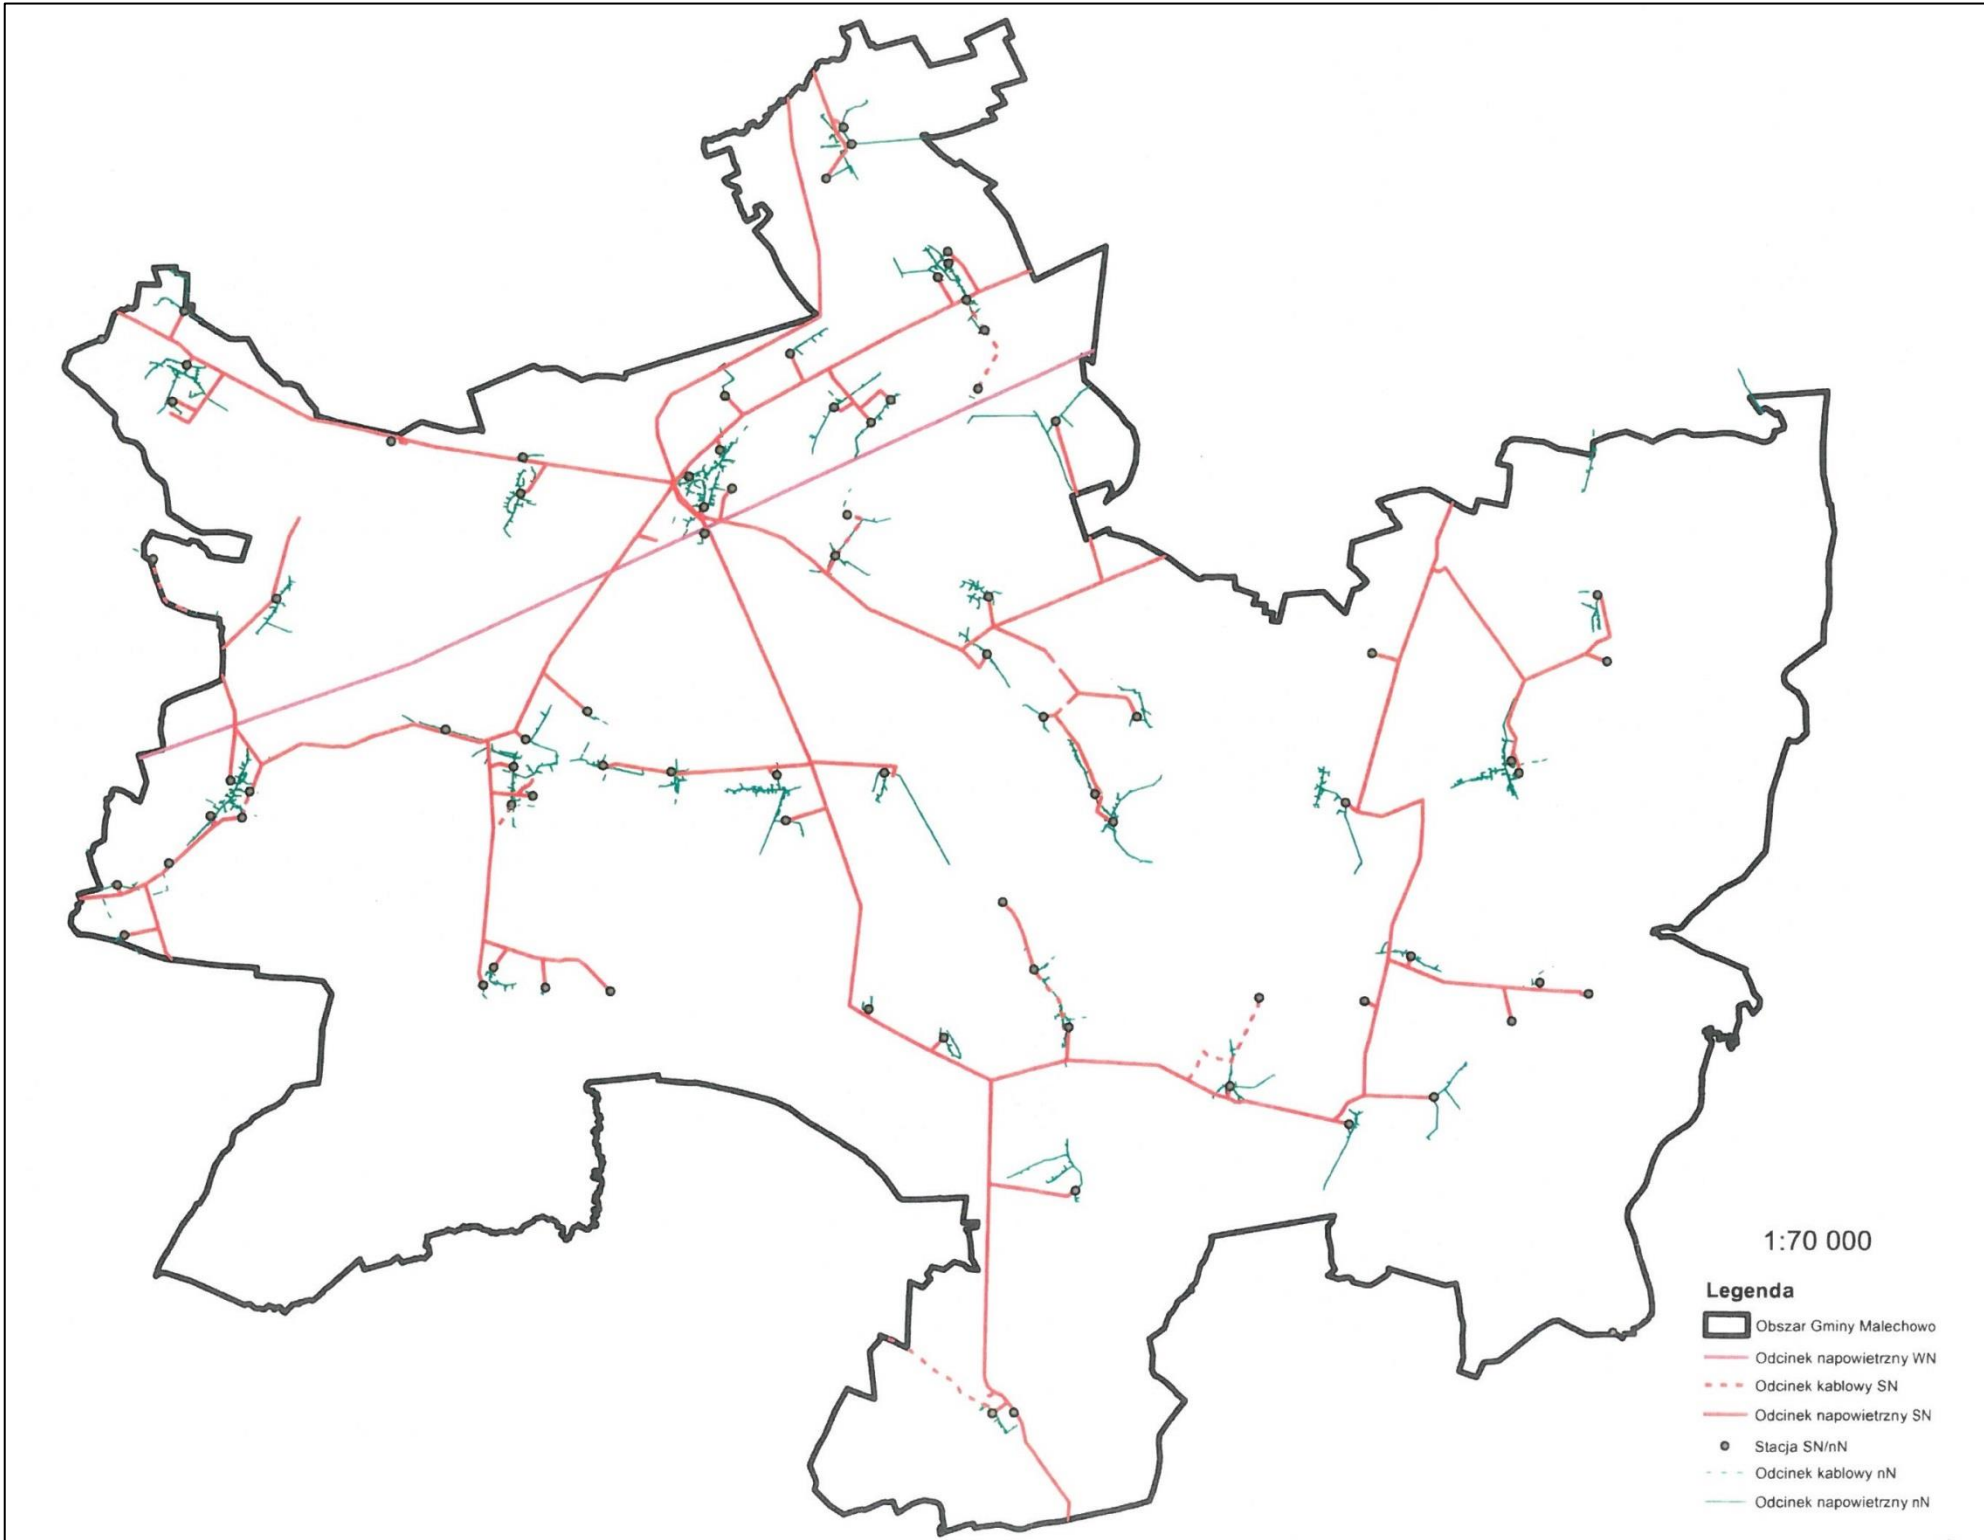 1:70 000
Legenda
Obszar Gminy Malechowo
Odcinek napowietrzny WN
Odcinek kablowy SN
Odcinek napowietrzny SN
Stacja SN/nN
Odcinek kablowy nN
Odcinek napowietrzny nN